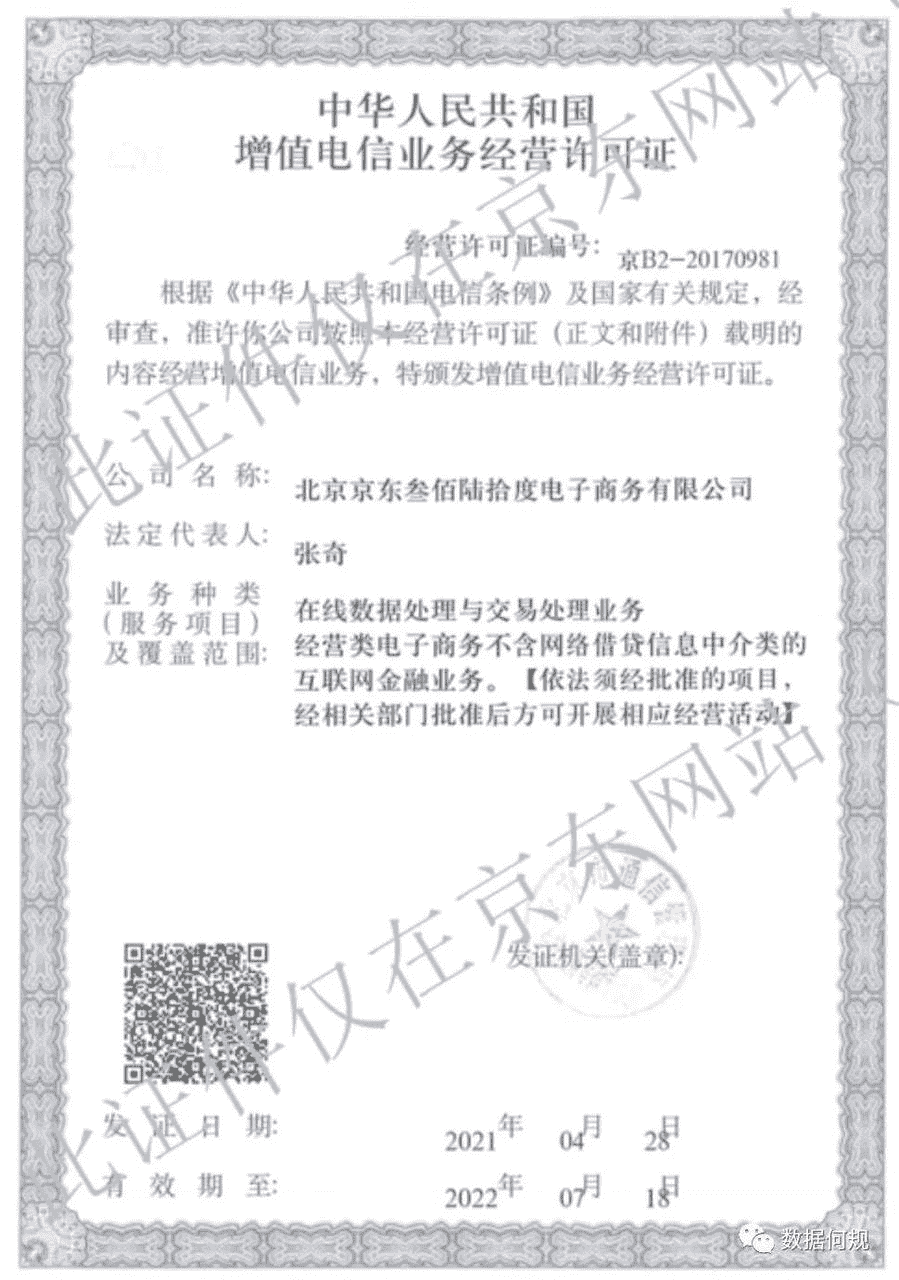 中华人民共和国
增值电信业务经营许可证
经营许可证编号:
京B2-20170981
根据《中华人民共和国电信条例》及国家有关规定，经
审查，准许你公司按照本经营许可证（正文和附件）载明的
内容经营增值电信业务，特颁发增值电信业务经营许可证。
公司名称:
北京京东叁佰陆拾度电子商务有限公司
法定代表人:
张奇
业务种类
(服务项目)
及覆盖范围:
在线数据处理与交易处理业务
经营类电子商务不含网络借贷信息中介类的
互联网金融业务。【依法须经批准的项目，
经相关部门批准后方可开展相应经营活动】
通信管
发证机关(盖章):
发证日期: 2021年 04月 28日
有效期至: 2022年 07月 18日
此证件仅在京东网站
此证件仅在京东网站
数据何规